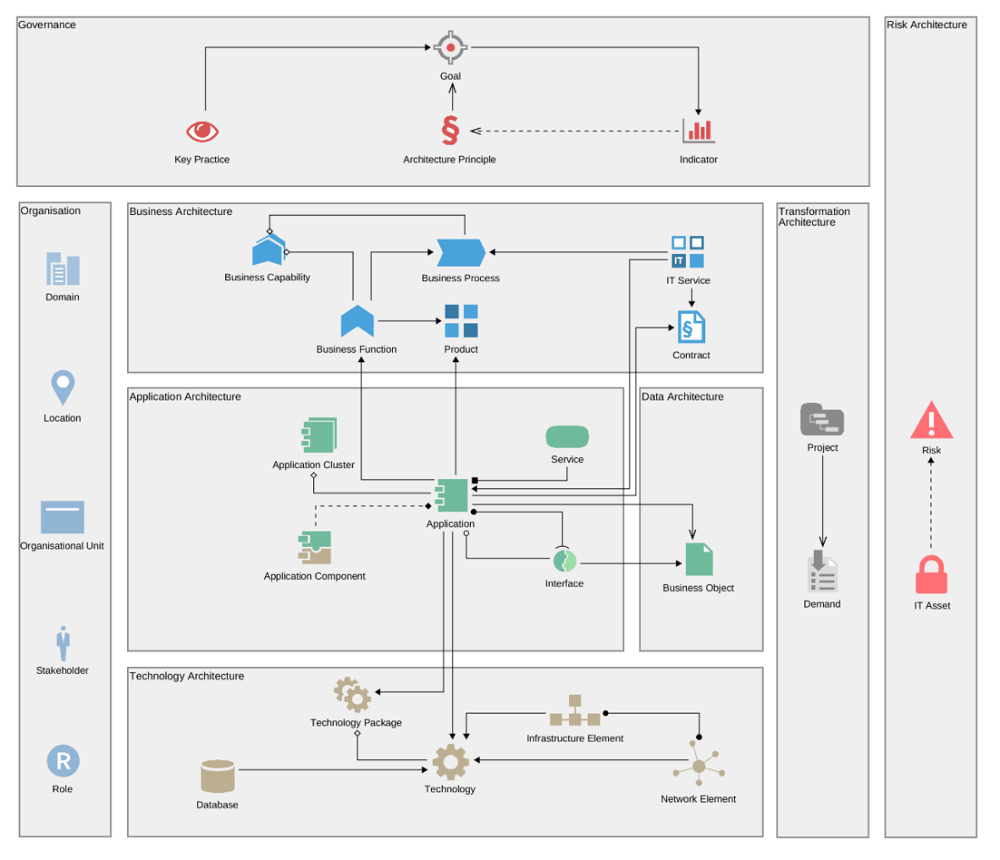 Governance
Risk Architecture
Goal
§
Key Practice
Architecture Principle
Indicator
Organisation
Business Architecture
Transformation
Architecture
Domain
Business Capability
Business Process
IT
IT Service
Business Function
Product
§
Contract
Application Architecture
Data Architecture
Location
Application Cluster
Service
Project
Risk
Application
Organisational Unit
Application Component
Interface
Business Object
Demand
IT Asset
Stakeholder
Technology Architecture
Technology Package
Infrastructure Element
R
Role
Database
Technology
Network Element